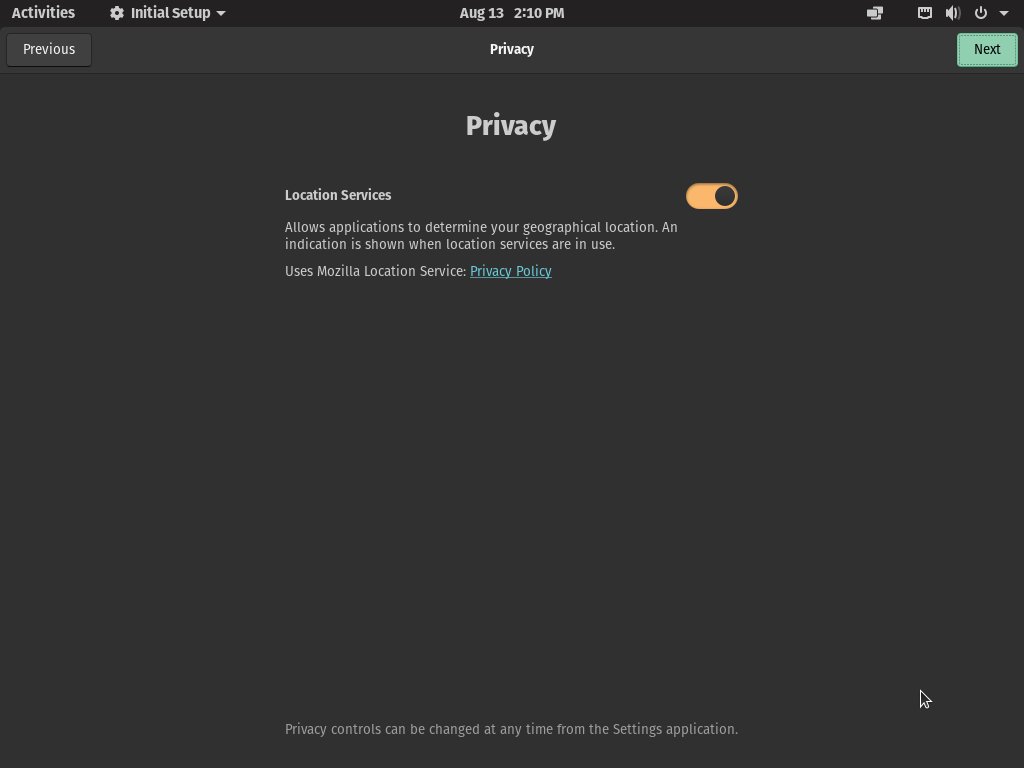 Activities Initial Setup Aug 13 2:10 PM
Previous Privacy Next
Privacy
Location Services
Allows applications to determine your geographical location. An
indication is shown when location services are in use.
Uses Mozilla Location Service: Privacy Policy
Privacy controls can be changed at any time from the Settings application.